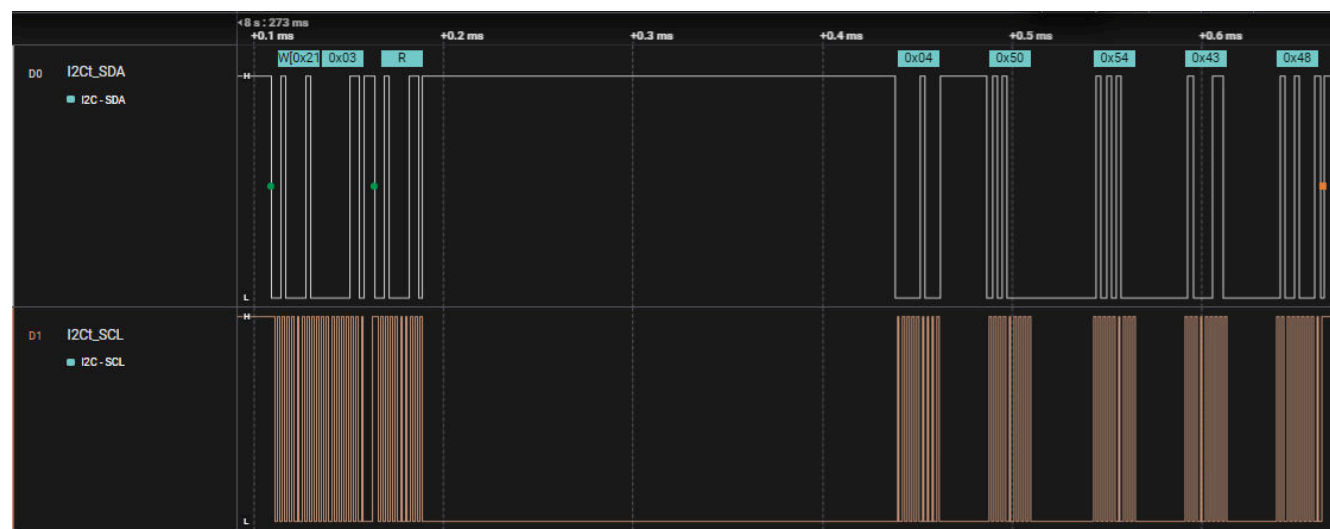 8 s : 273 ms
+0.1 ms +0.2 ms +0.3 ms +0.4 ms +0.5 ms +0.6 ms
W[0x21 0x03 R 0x04 0x50 0x54 0x43 0x48
D0 I2Ct_SDA H
I2C - SDA
L
D1 I2Ct_SCL H
I2C - SCL
L